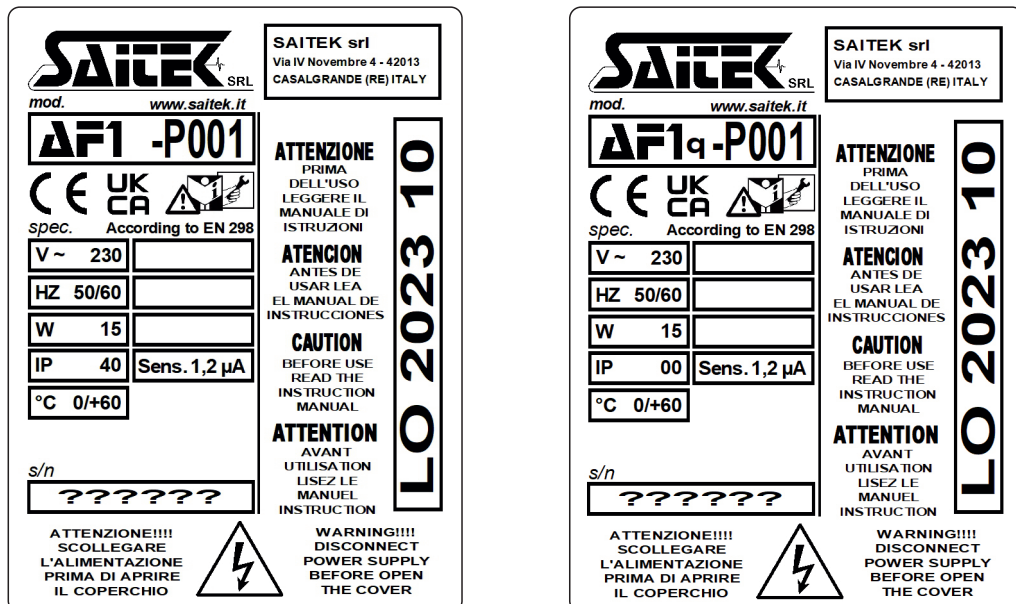 SAITEK SRL
SAITEK srl
Via IV Novembre 4 - 42013
CASALGRANDE (RE) ITALY
mod. www.saitek.it
AF1 -P001
CE UK CA
spec. According to EN 298
V ~ 230
HZ 50/60
W 15
IP 40 Sens. 1,2 µA
°C 0/+60
s/n
??????
ATTENZIONE
PRIMA
DELL'USO
LEGGERE IL
MANUALE DI
ISTRUZIONI
ATENCION
ANTES DE
USAR LEA
EL MANUAL DE
INSTRUCCIONES
CAUTION
BEFORE USE
READ THE
INSTRUCTION
MANUAL
ATTENTION
AVANT
UTILISATION
LISEZ LE
MANUEL
INSTRUCTION
LO 2023 10
ATTENZIONE!!!!
SCOLLEGARE
L'ALIMENTAZIONE
PRIMA DI APRIRE
IL COPERCHIO
WARNING!!!!
DISCONNECT
POWER SUPPLY
BEFORE OPEN
THE COVER
SAITEK SRL
SAITEK srl
Via IV Novembre 4 - 42013
CASALGRANDE (RE) ITALY
mod. www.saitek.it
AF1q-P001
CE UK CA
spec. According to EN 298
V ~ 230
HZ 50/60
W 15
IP 00 Sens. 1,2 µA
°C 0/+60
s/n
??????
ATTENZIONE
PRIMA
DELL'USO
LEGGERE IL
MANUALE DI
ISTRUZIONI
ATENCION
ANTES DE
USAR LEA
EL MANUAL DE
INSTRUCCIONES
CAUTION
BEFORE USE
READ THE
INSTRUCTION
MANUAL
ATTENTION
AVANT
UTILISATION
LISEZ LE
MANUEL
INSTRUCTION
LO 2023 10
ATTENZIONE!!!!
SCOLLEGARE
L'ALIMENTAZIONE
PRIMA DI APRIRE
IL COPERCHIO
WARNING!!!!
DISCONNECT
POWER SUPPLY
BEFORE OPEN
THE COVER